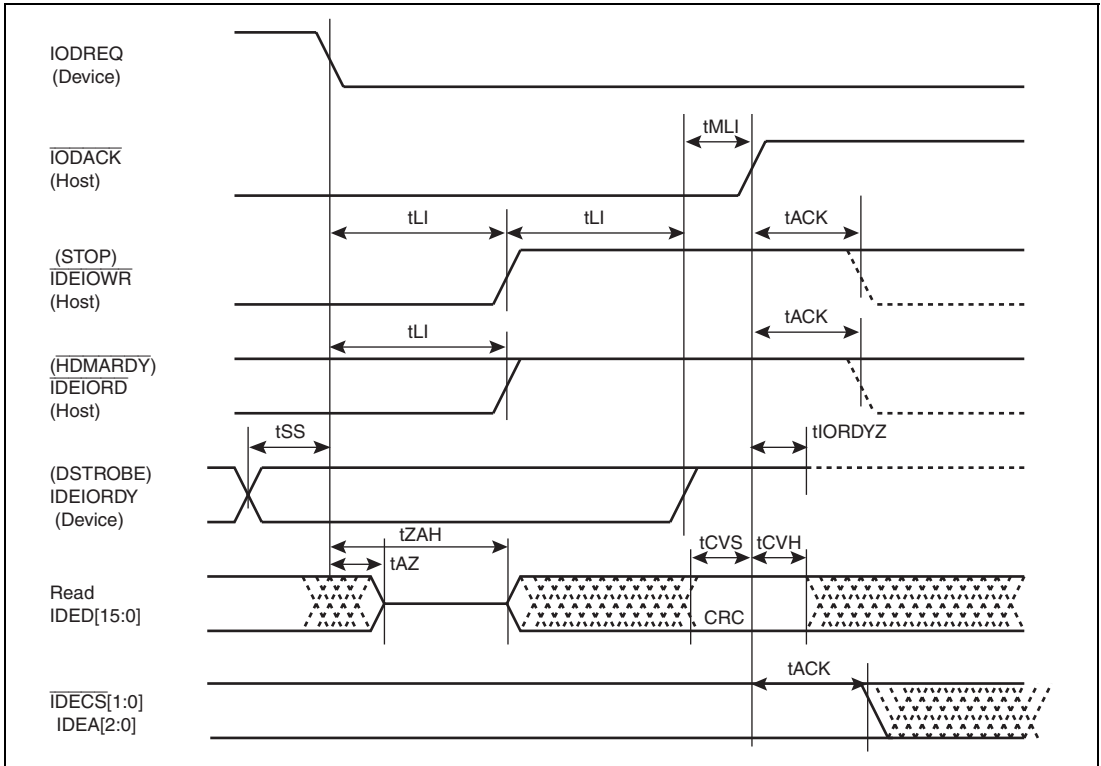 IODREQ
(Device)
tMLI
IODACK
(Host)
tLI
tLI
tACK
(STOP)
IDEIOWR
(Host)
tACK
tLI
(HDMARDY)
IDEIORD
(Host)
tSS
tIORDYZ
(DSTROBE)
IDEIORDY
(Device)
tZAH
tCVS
tCVH
tAZ
Read
IDED[15:0]
CRC
tACK
IDECS[1:0]
IDEA[2:0]